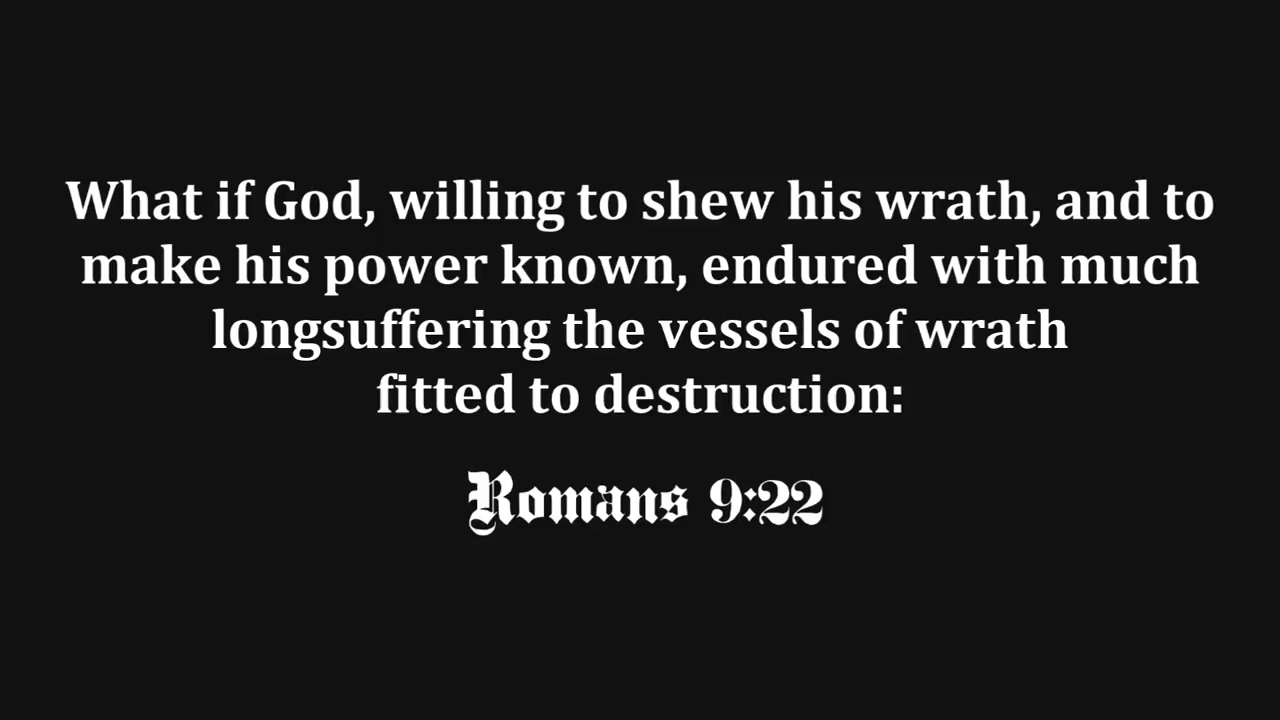 What if God, willing to shew his wrath, and to
make his power known, endured with much
longsuffering the vessels of wrath
fitted to destruction:
Romans 9:22